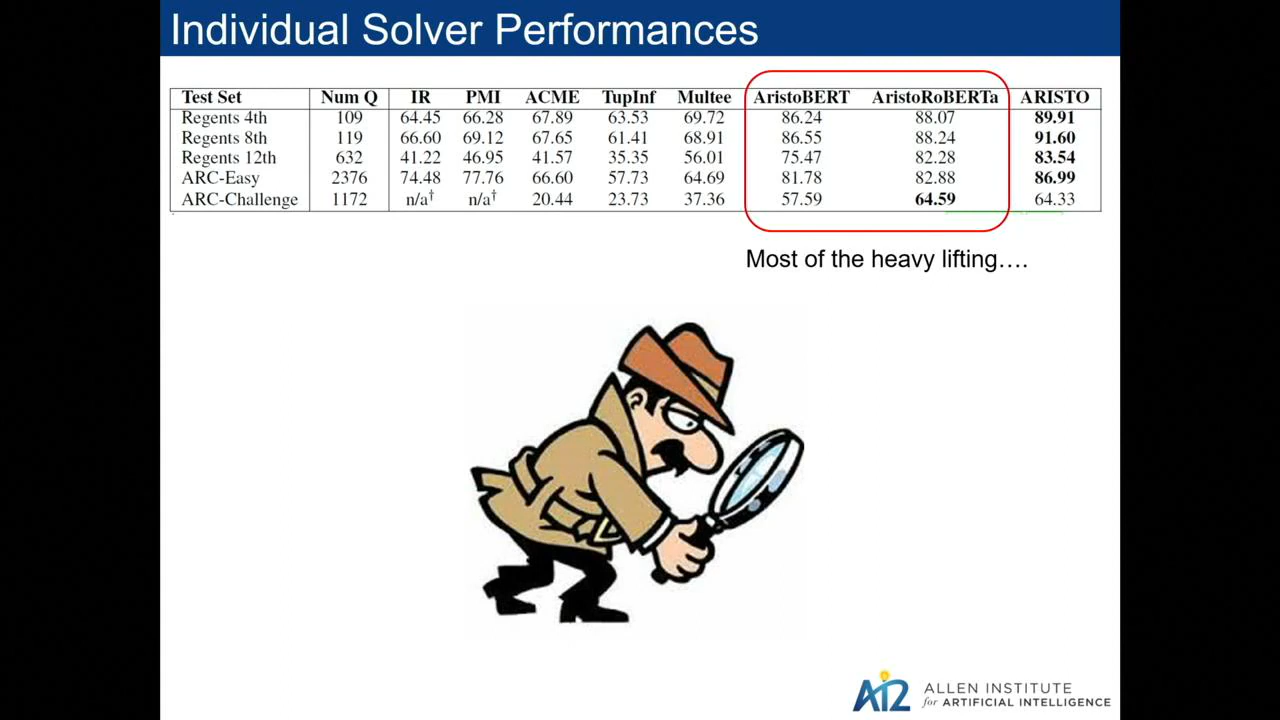 Individual Solver Performances
Test Set Num Q IR PMI ACME TupInf Multee AristoBERT AristoRoBERTa ARISTO
Regents 4th 109 64.45 66.28 67.89 63.53 69.72 86.24 88.07 89.91
Regents 8th 119 66.60 69.12 67.65 61.41 68.91 86.55 88.24 91.60
Regents 12th 632 41.22 46.95 41.57 35.35 56.01 75.47 82.28 83.54
ARC-Easy 2376 74.48 77.76 66.60 57.73 64.69 81.78 82.88 86.99
ARC-Challenge 1172 n/a† n/a† 20.44 23.73 37.36 57.59 64.59 64.33
Most of the heavy lifting….
AI2 ALLEN INSTITUTE
for ARTIFICIAL INTELLIGENCE